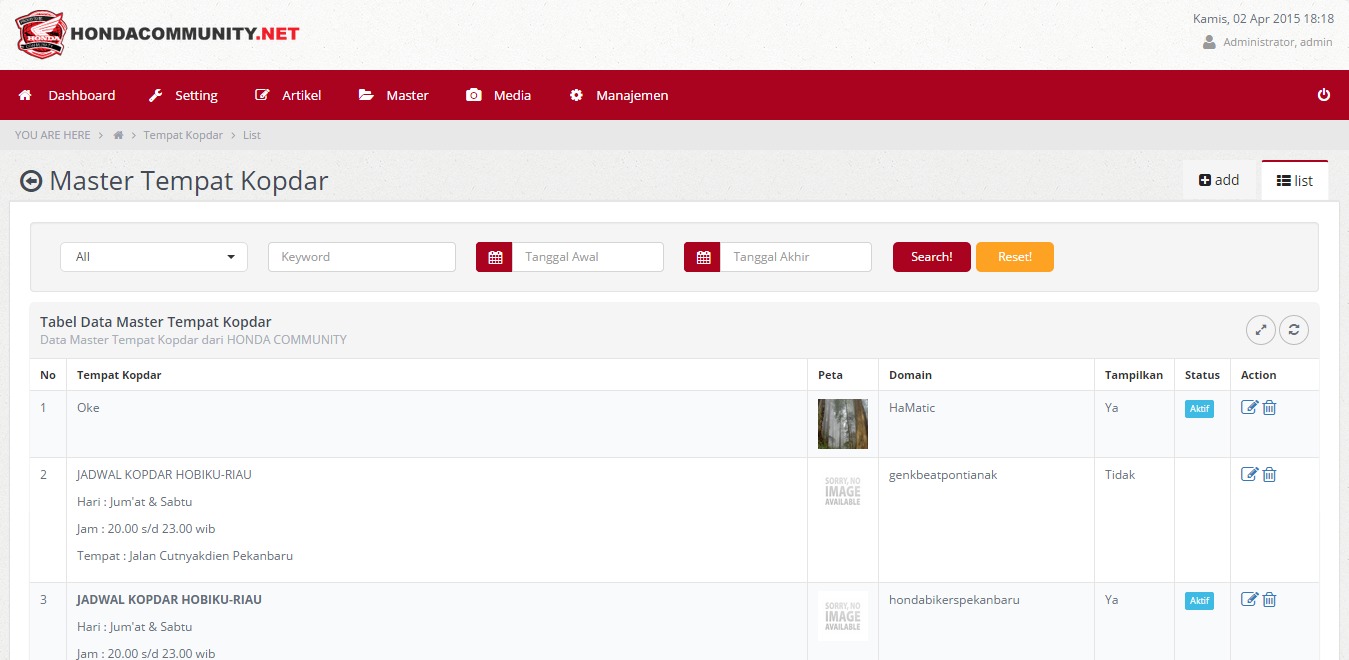 HONDA
HONDACOMMUNITY.NET
Kamis, 02 Apr 2015 18:18
Administrator, admin
Dashboard Setting Artikel Master Media Manajemen
YOU ARE HERE > > Tempat Kopdar > List
Master Tempat Kopdar
add list
All Keyword Tanggal Awal Tanggal Akhir Search! Reset!
Tabel Data Master Tempat Kopdar
Data Master Tempat Kopdar dari HONDA COMMUNITY
No Tempat Kopdar Peta Domain Tampilkan Status Action
1 Oke HaMatic Ya Aktif
2 JADWAL KOPDAR HOBIKU-RIAU SORRY, NO IMAGE AVAILABLE genkbeatpontianak Tidak
Hari : Jum'at & Sabtu
Jam : 20.00 s/d 23.00 wib
Tempat : Jalan Cutnyakdien Pekanbaru
3 JADWAL KOPDAR HOBIKU-RIAU SORRY, NO IMAGE AVAILABLE hondabikerspekanbaru Ya Aktif
Hari : Jum'at & Sabtu
Jam : 20.00 s/d 23.00 wib